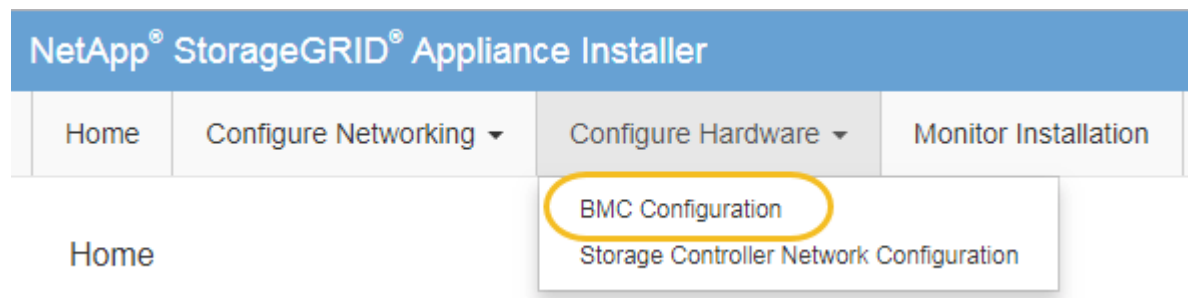 NetApp® StorageGRID® Appliance Installer
Home Configure Networking Configure Hardware Monitor Installation
BMC Configuration
Storage Controller Network Configuration
Home